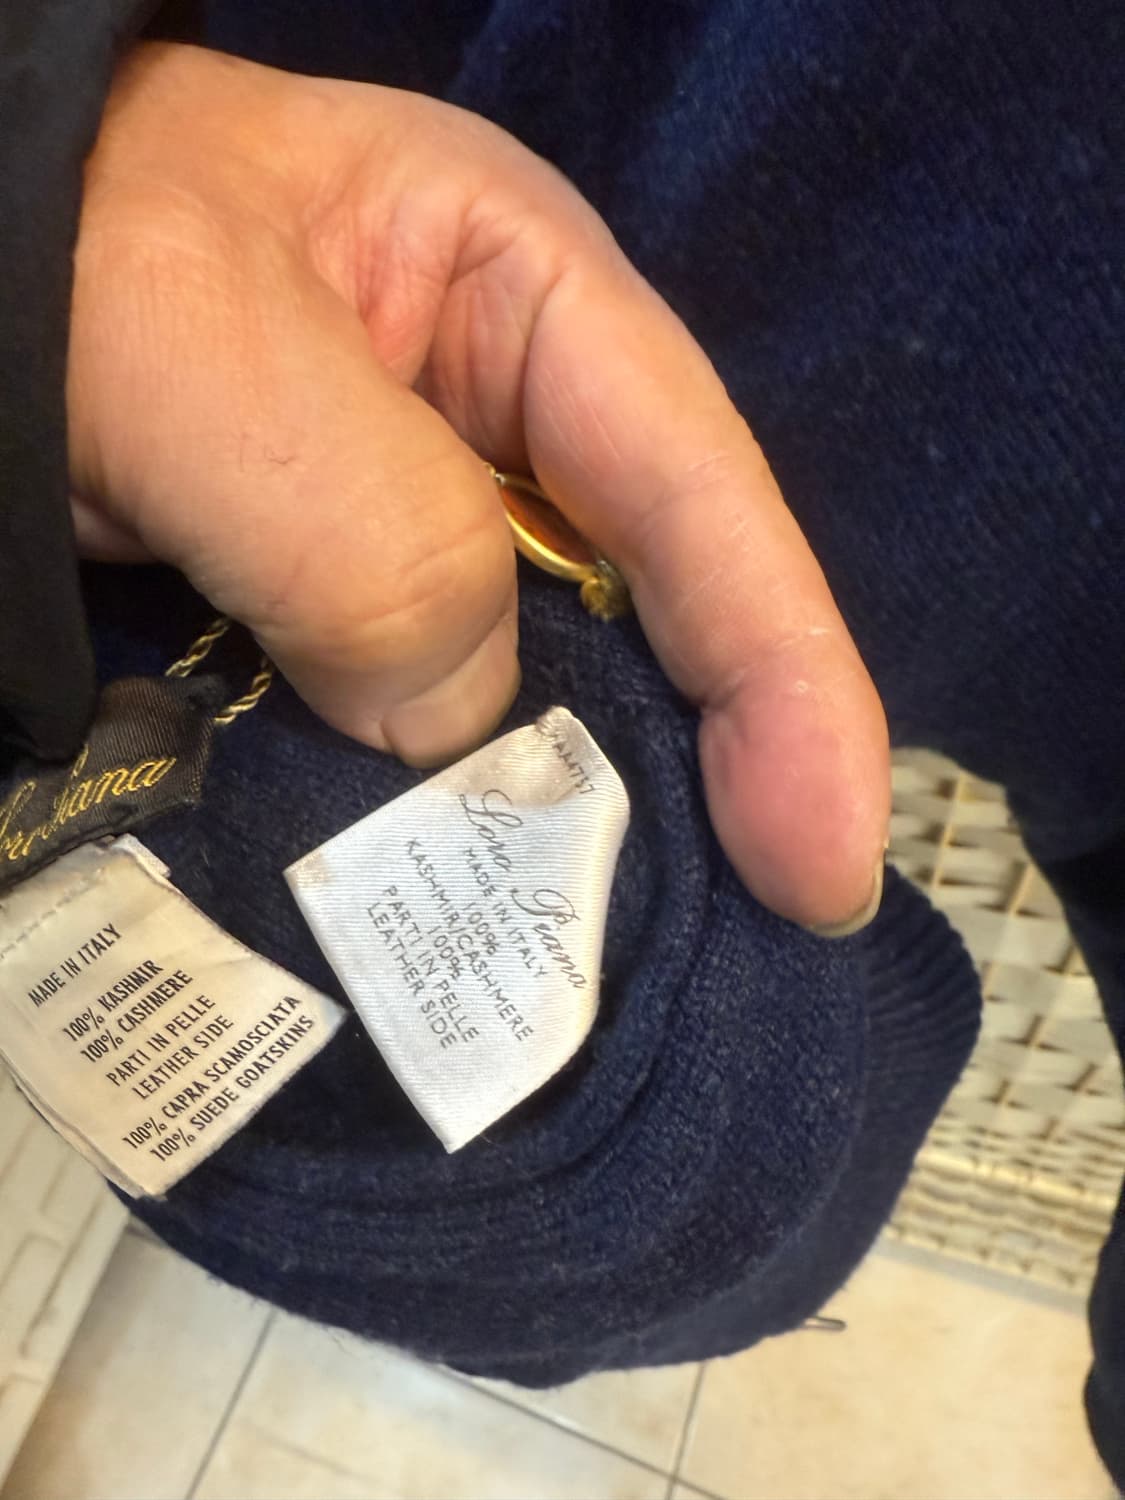 MADE IN ITALY
100% KASHMIR
100% CASHMERE
PARTI IN PELLE
LEATHER SIDE
100% CAPRA SCAMOSCIATA
100% SUEDE GOATSKINS
Loro Piana
MADE IN ITALY
100%
KASHMIR/CASHMERE
100%
PARTI IN PELLE
LEATHER SIDE